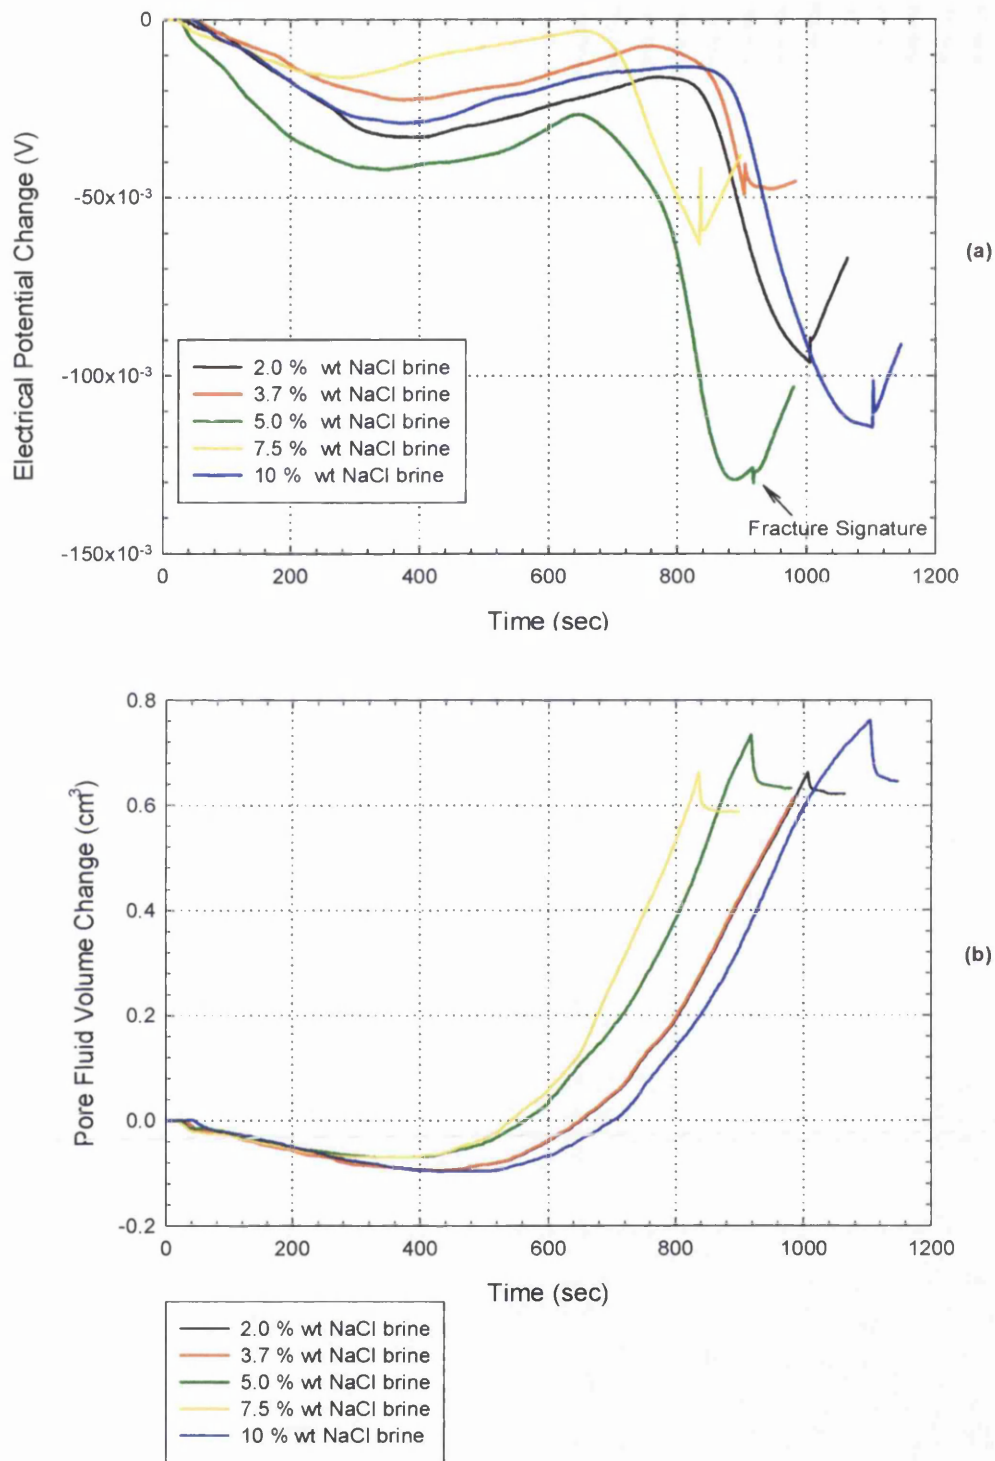 0
-50x10⁻³
-100x10⁻³
-150x10⁻³
Electrical Potential Change (V)
2.0 % wt NaCl brine
3.7 % wt NaCl brine
5.0 % wt NaCl brine
7.5 % wt NaCl brine
10 % wt NaCl brine
Fracture Signature
(a)
0 200 400 600 800 1000 1200
Time (sec)
0.8
0.6
0.4
0.2
0.0
-0.2
Pore Fluid Volume Change (cm³)
(b)
0 200 400 600 800 1000 1200
Time (sec)
2.0 % wt NaCl brine
3.7 % wt NaCl brine
5.0 % wt NaCl brine
7.5 % wt NaCl brine
10 % wt NaCl brine